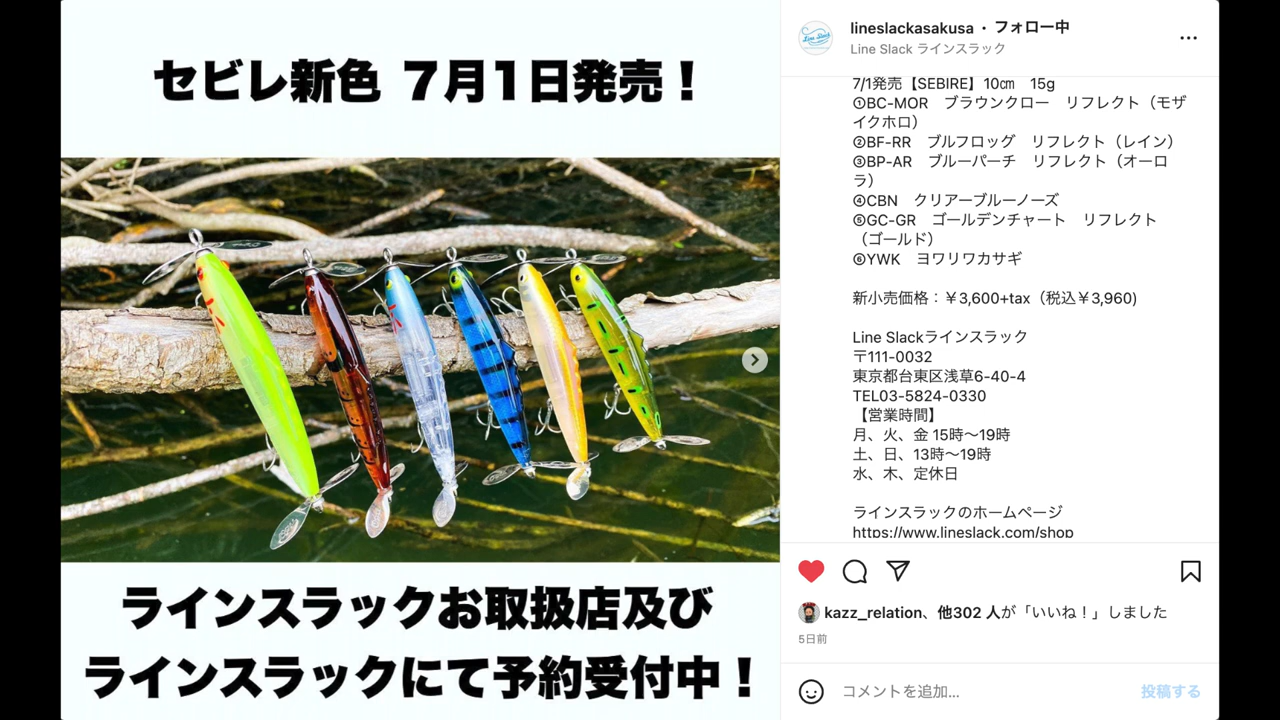 セビレ新色 7月1日発売！
ラインスラックお取扱店及び
ラインスラックにて予約受付中！
lineslackasakusa • フォロー中
Line Slack ラインスラック
7/1発売【SEBIRE】10㎝　15g
①BC-MOR　ブラウンクロー　リフレクト（モザ
イクホロ）
②BF-RR　ブルフロッグ　リフレクト（レイン）
③BP-AR　ブルーパーチ　リフレクト（オーロ
ラ）
④CBN　クリアーブルーノーズ
⑤GC-GR　ゴールデンチャート　リフレクト
（ゴールド）
⑥YWK　ヨワリワカサギ
新小売価格：￥3,600+tax（税込￥3,960)
Line Slackラインスラック
〒111-0032
東京都台東区浅草6-40-4
TEL03-5824-0330
【営業時間】
月、火、金 15時〜19時
土、日、13時〜19時
水、木、定休日
ラインスラックのホームページ
https://www.lineslack.com/shop
kazz_relation、他302 人が「いいね！」しました
5日前
コメントを追加...
投稿する